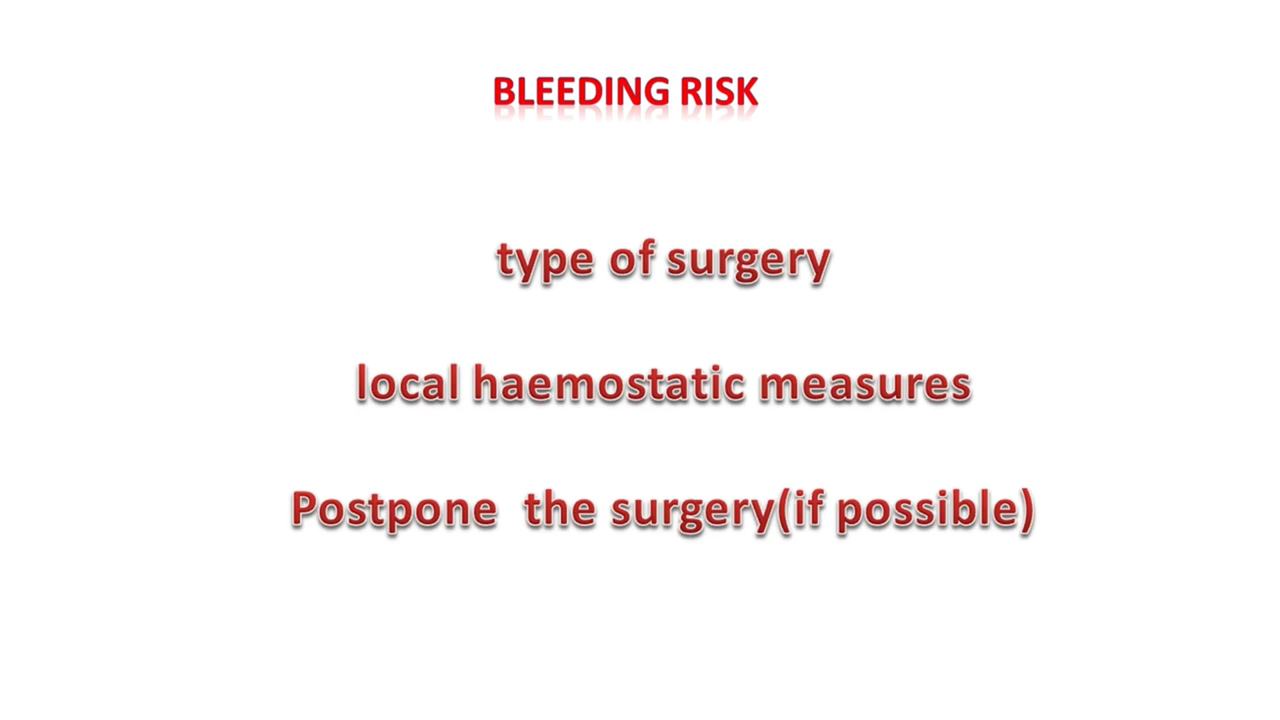 BLEEDING RISK
type of surgery
local haemostatic measures
Postpone the surgery(if possible)